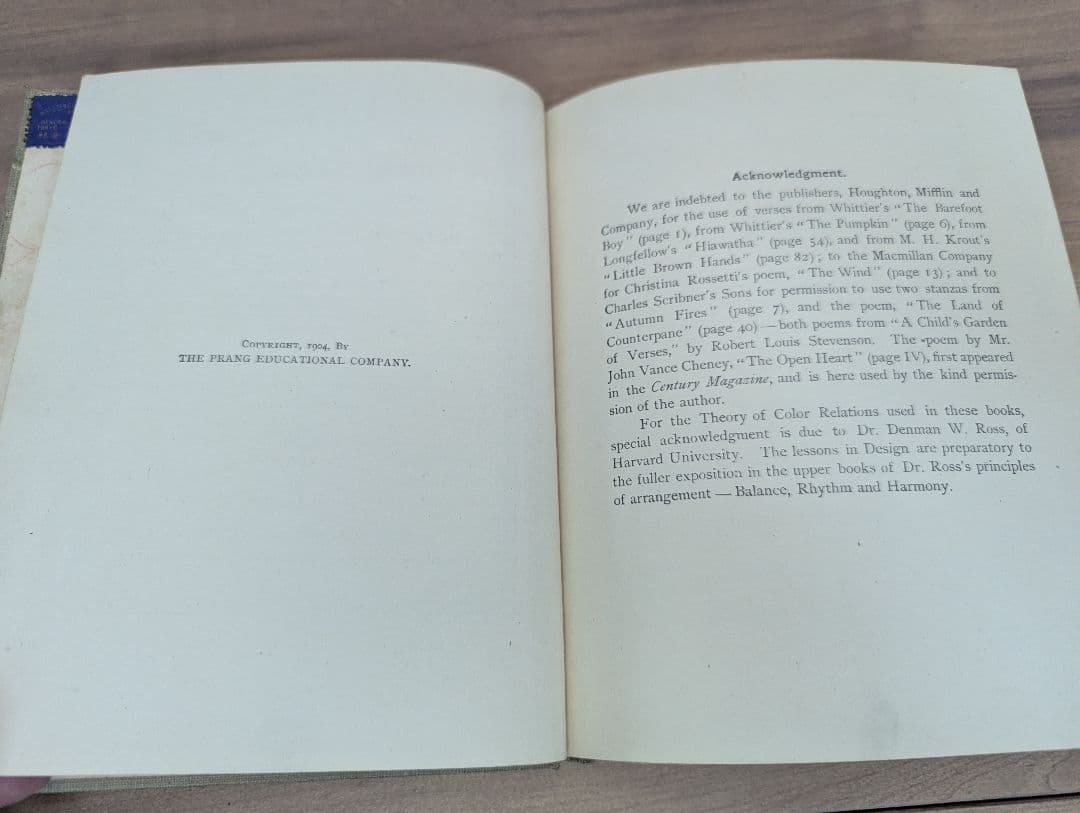 COPYRIGHT, 1904, BY
THE PRANG EDUCATIONAL COMPANY.
Acknowledgment.
We are indebted to the publishers, Houghton, Mifflin and
Company, for the use of verses from Whittier's "The Barefoot
Boy" (page 1), from Whittier's "The Pumpkin" (page 6), from
Longfellow's "Hiawatha" (page 54), and from M. H. Krout's
"Little Brown Hands" (page 82); to the Macmillan Company
for Christina Rossetti's poem, "The Wind" (page 13); and to
Charles Scribner's Sons for permission to use two stanzas from
"Autumn Fires" (page 7), and the poem, "The Land of
Counterpane" (page 40) — both poems from "A Child's Garden
of Verses," by Robert Louis Stevenson. The poem by Mr.
John Vance Cheney, "The Open Heart" (page IV), first appeared
in the Century Magazine, and is here used by the kind permis-
sion of the author.
For the Theory of Color Relations used in these books,
special acknowledgment is due to Dr. Denman W. Ross, of
Harvard University. The lessons in Design are preparatory to
the fuller exposition in the upper books of Dr. Ross's principles
of arrangement — Balance, Rhythm and Harmony.